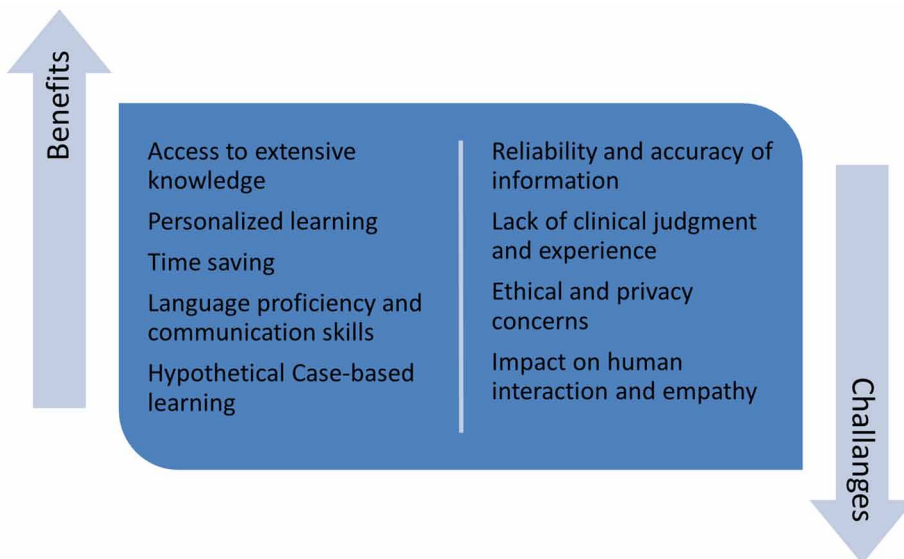 Benefits
Access to extensive
knowledge
Personalized learning
Time saving
Language proficiency and
communication skills
Hypothetical Case-based
learning
Reliability and accuracy of
information
Lack of clinical judgment
and experience
Ethical and privacy
concerns
Impact on human
interaction and empathy
Challanges